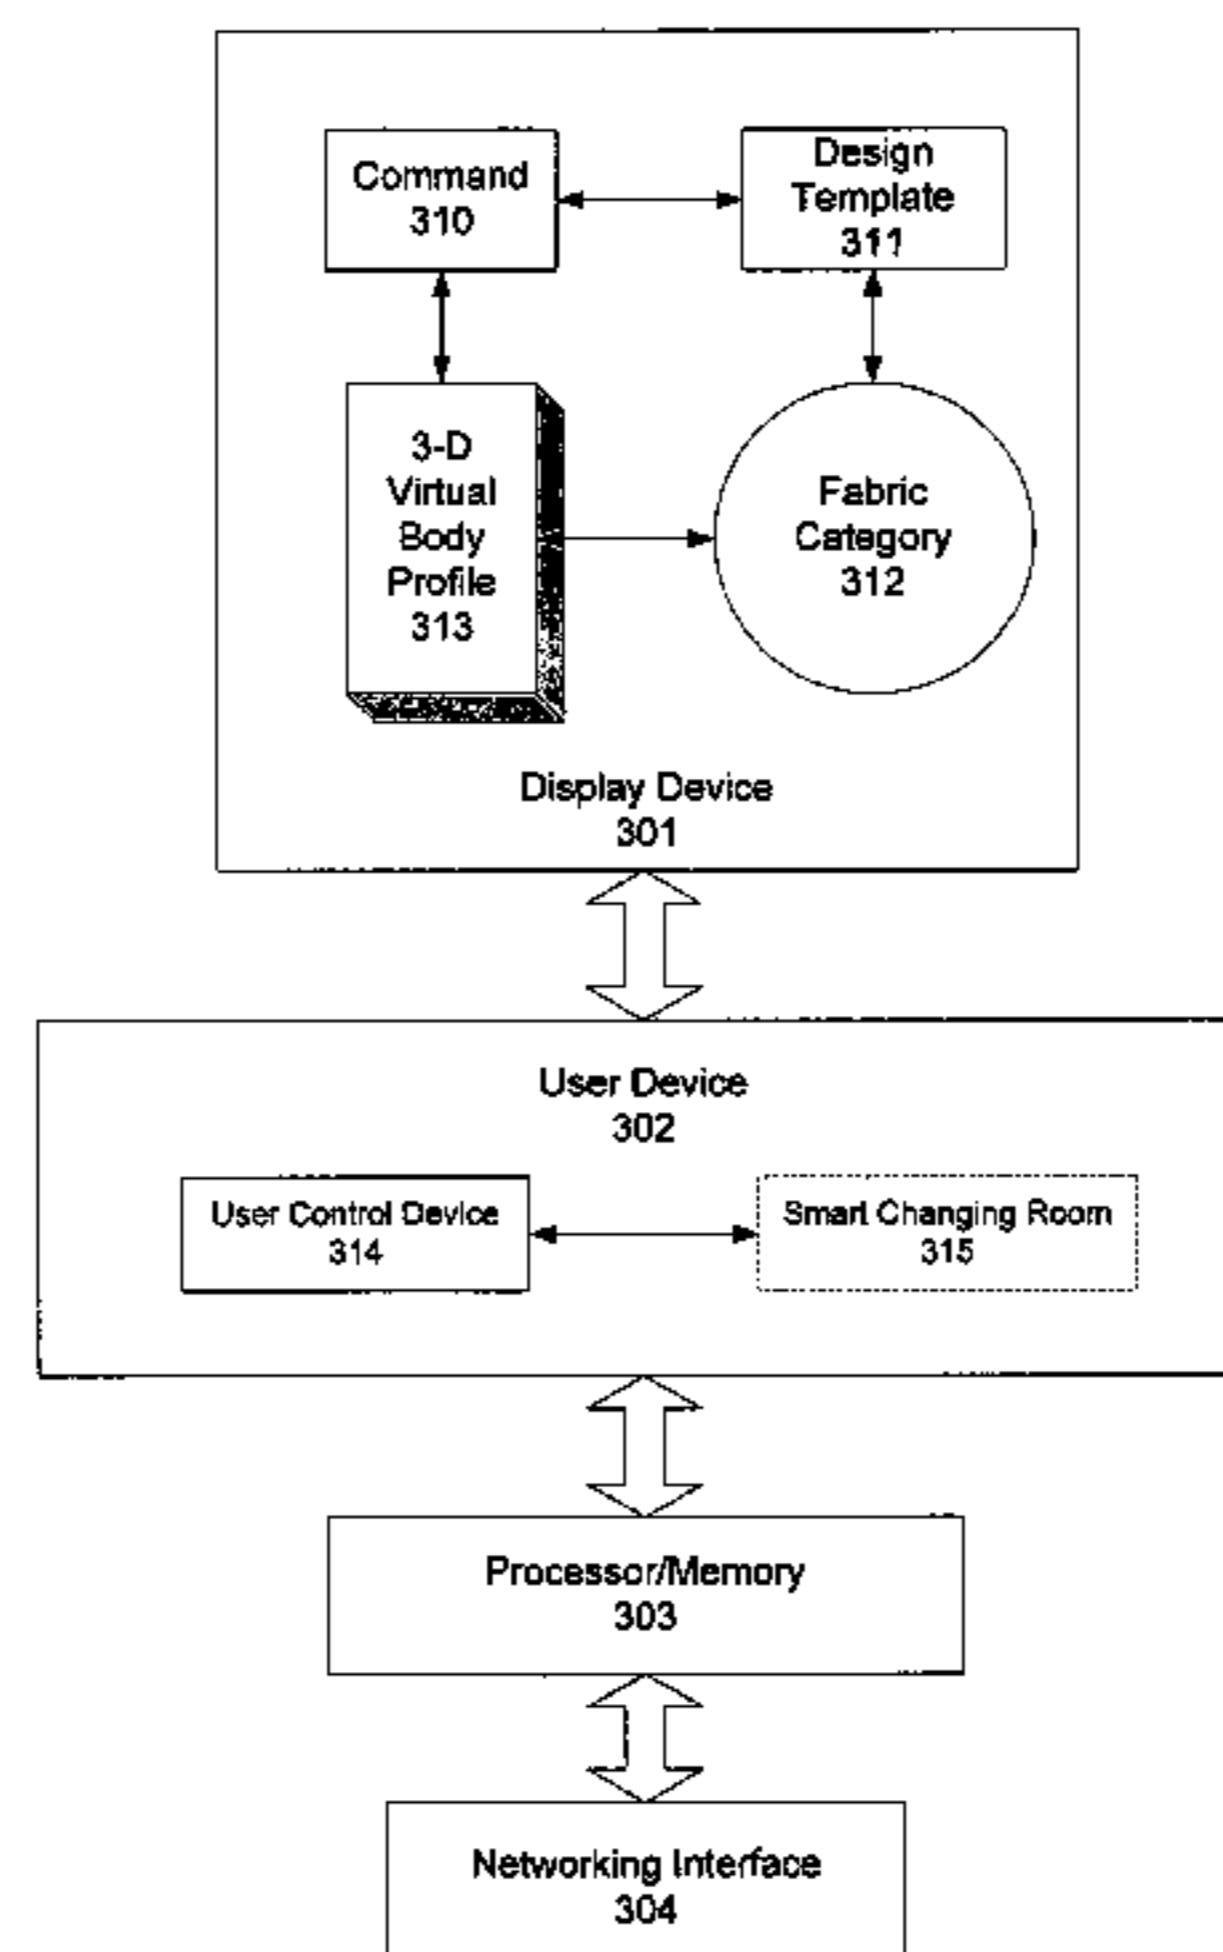 Command
310
Design
Template
311
3-D
Virtual
Body
Profile
313
Fabric
Category
312
Display Device
301
User Device
302
User Control Device
314
Smart Changing Room
315
Processor/Memory
303
Networking Interface
304